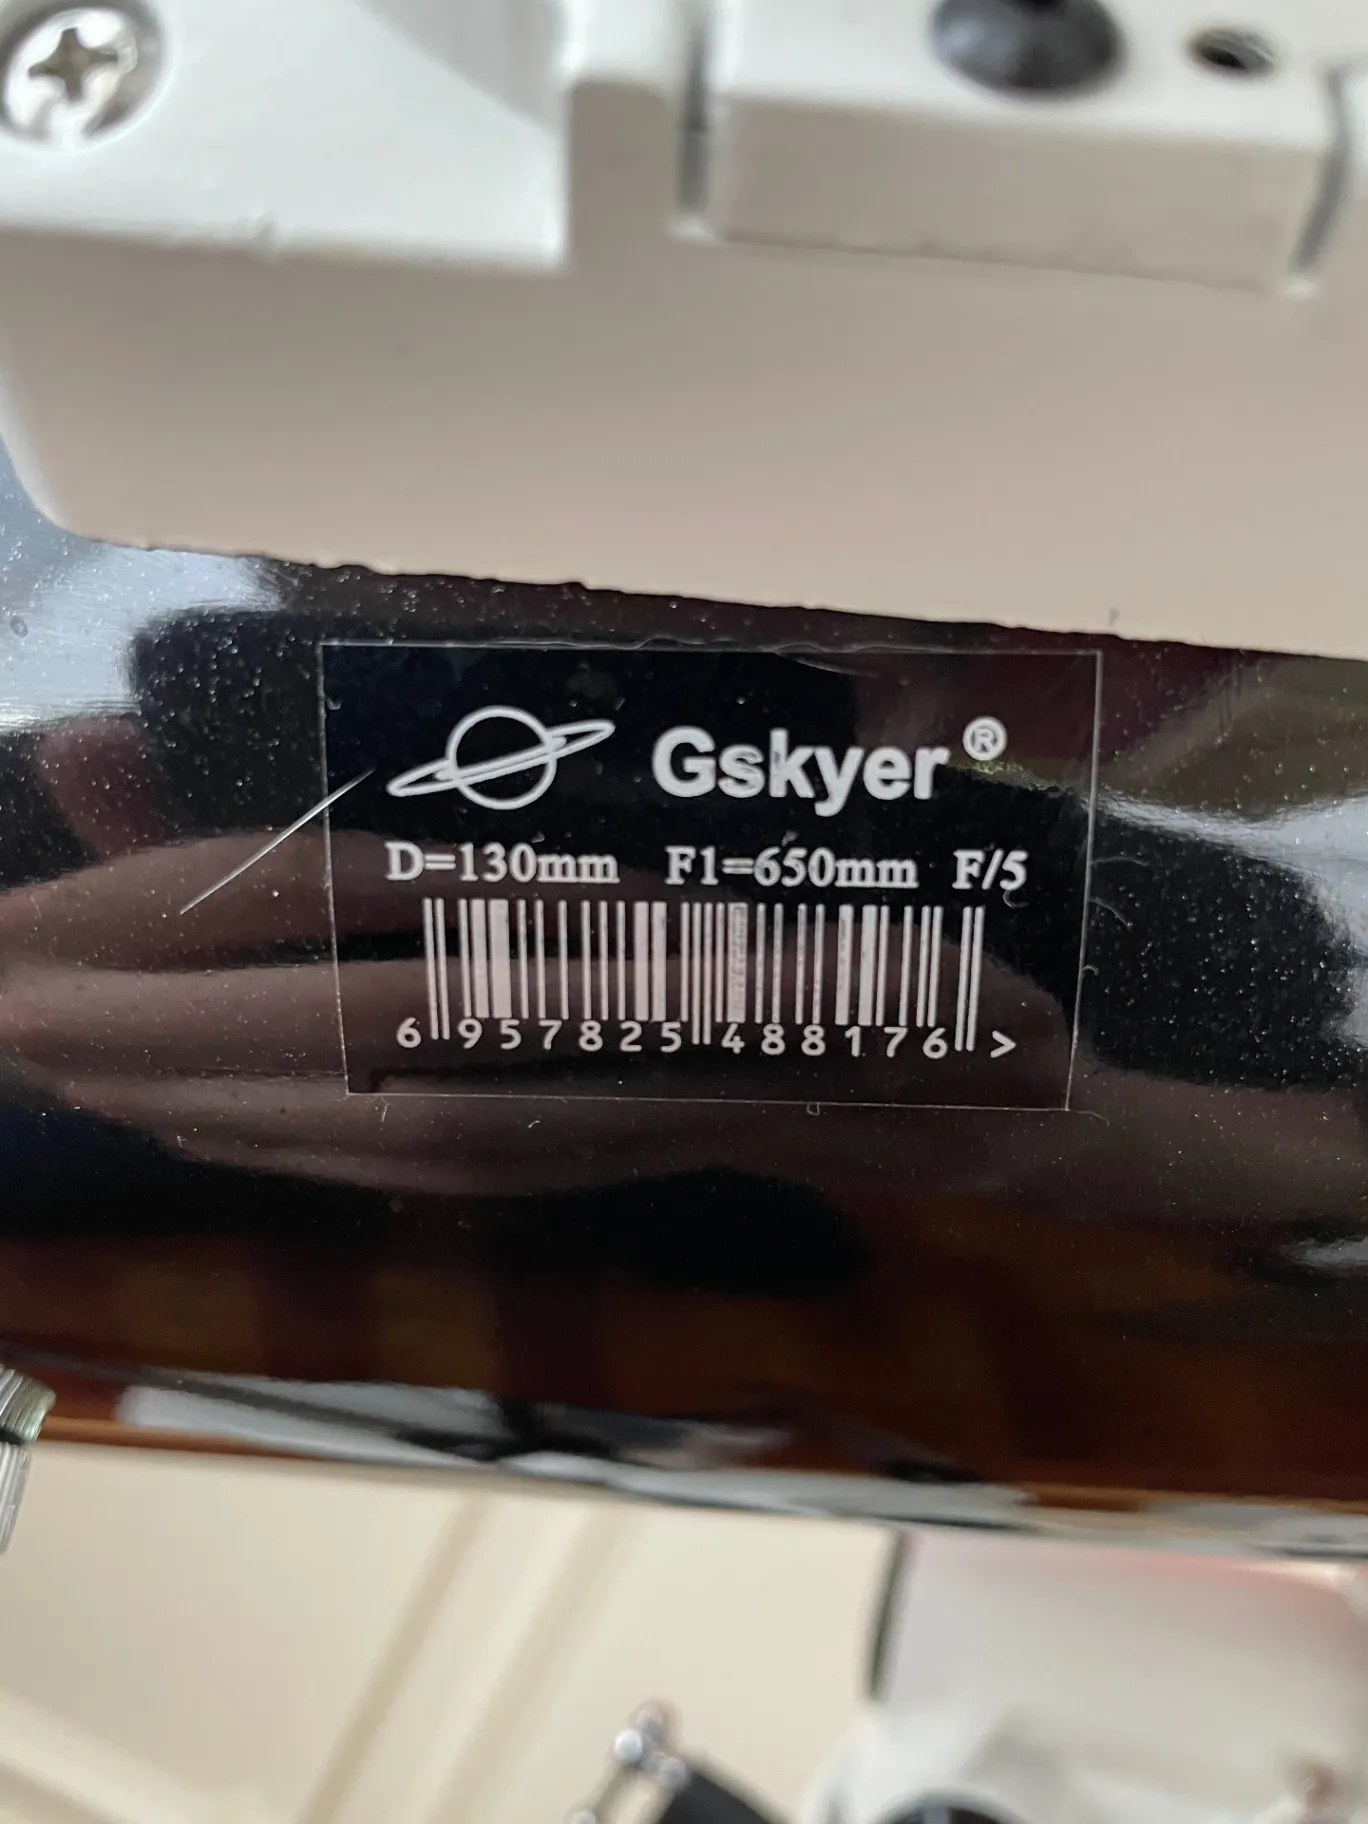 Gskyer ®
D=130mm F1=650mm F/5
6 957825 488176 >